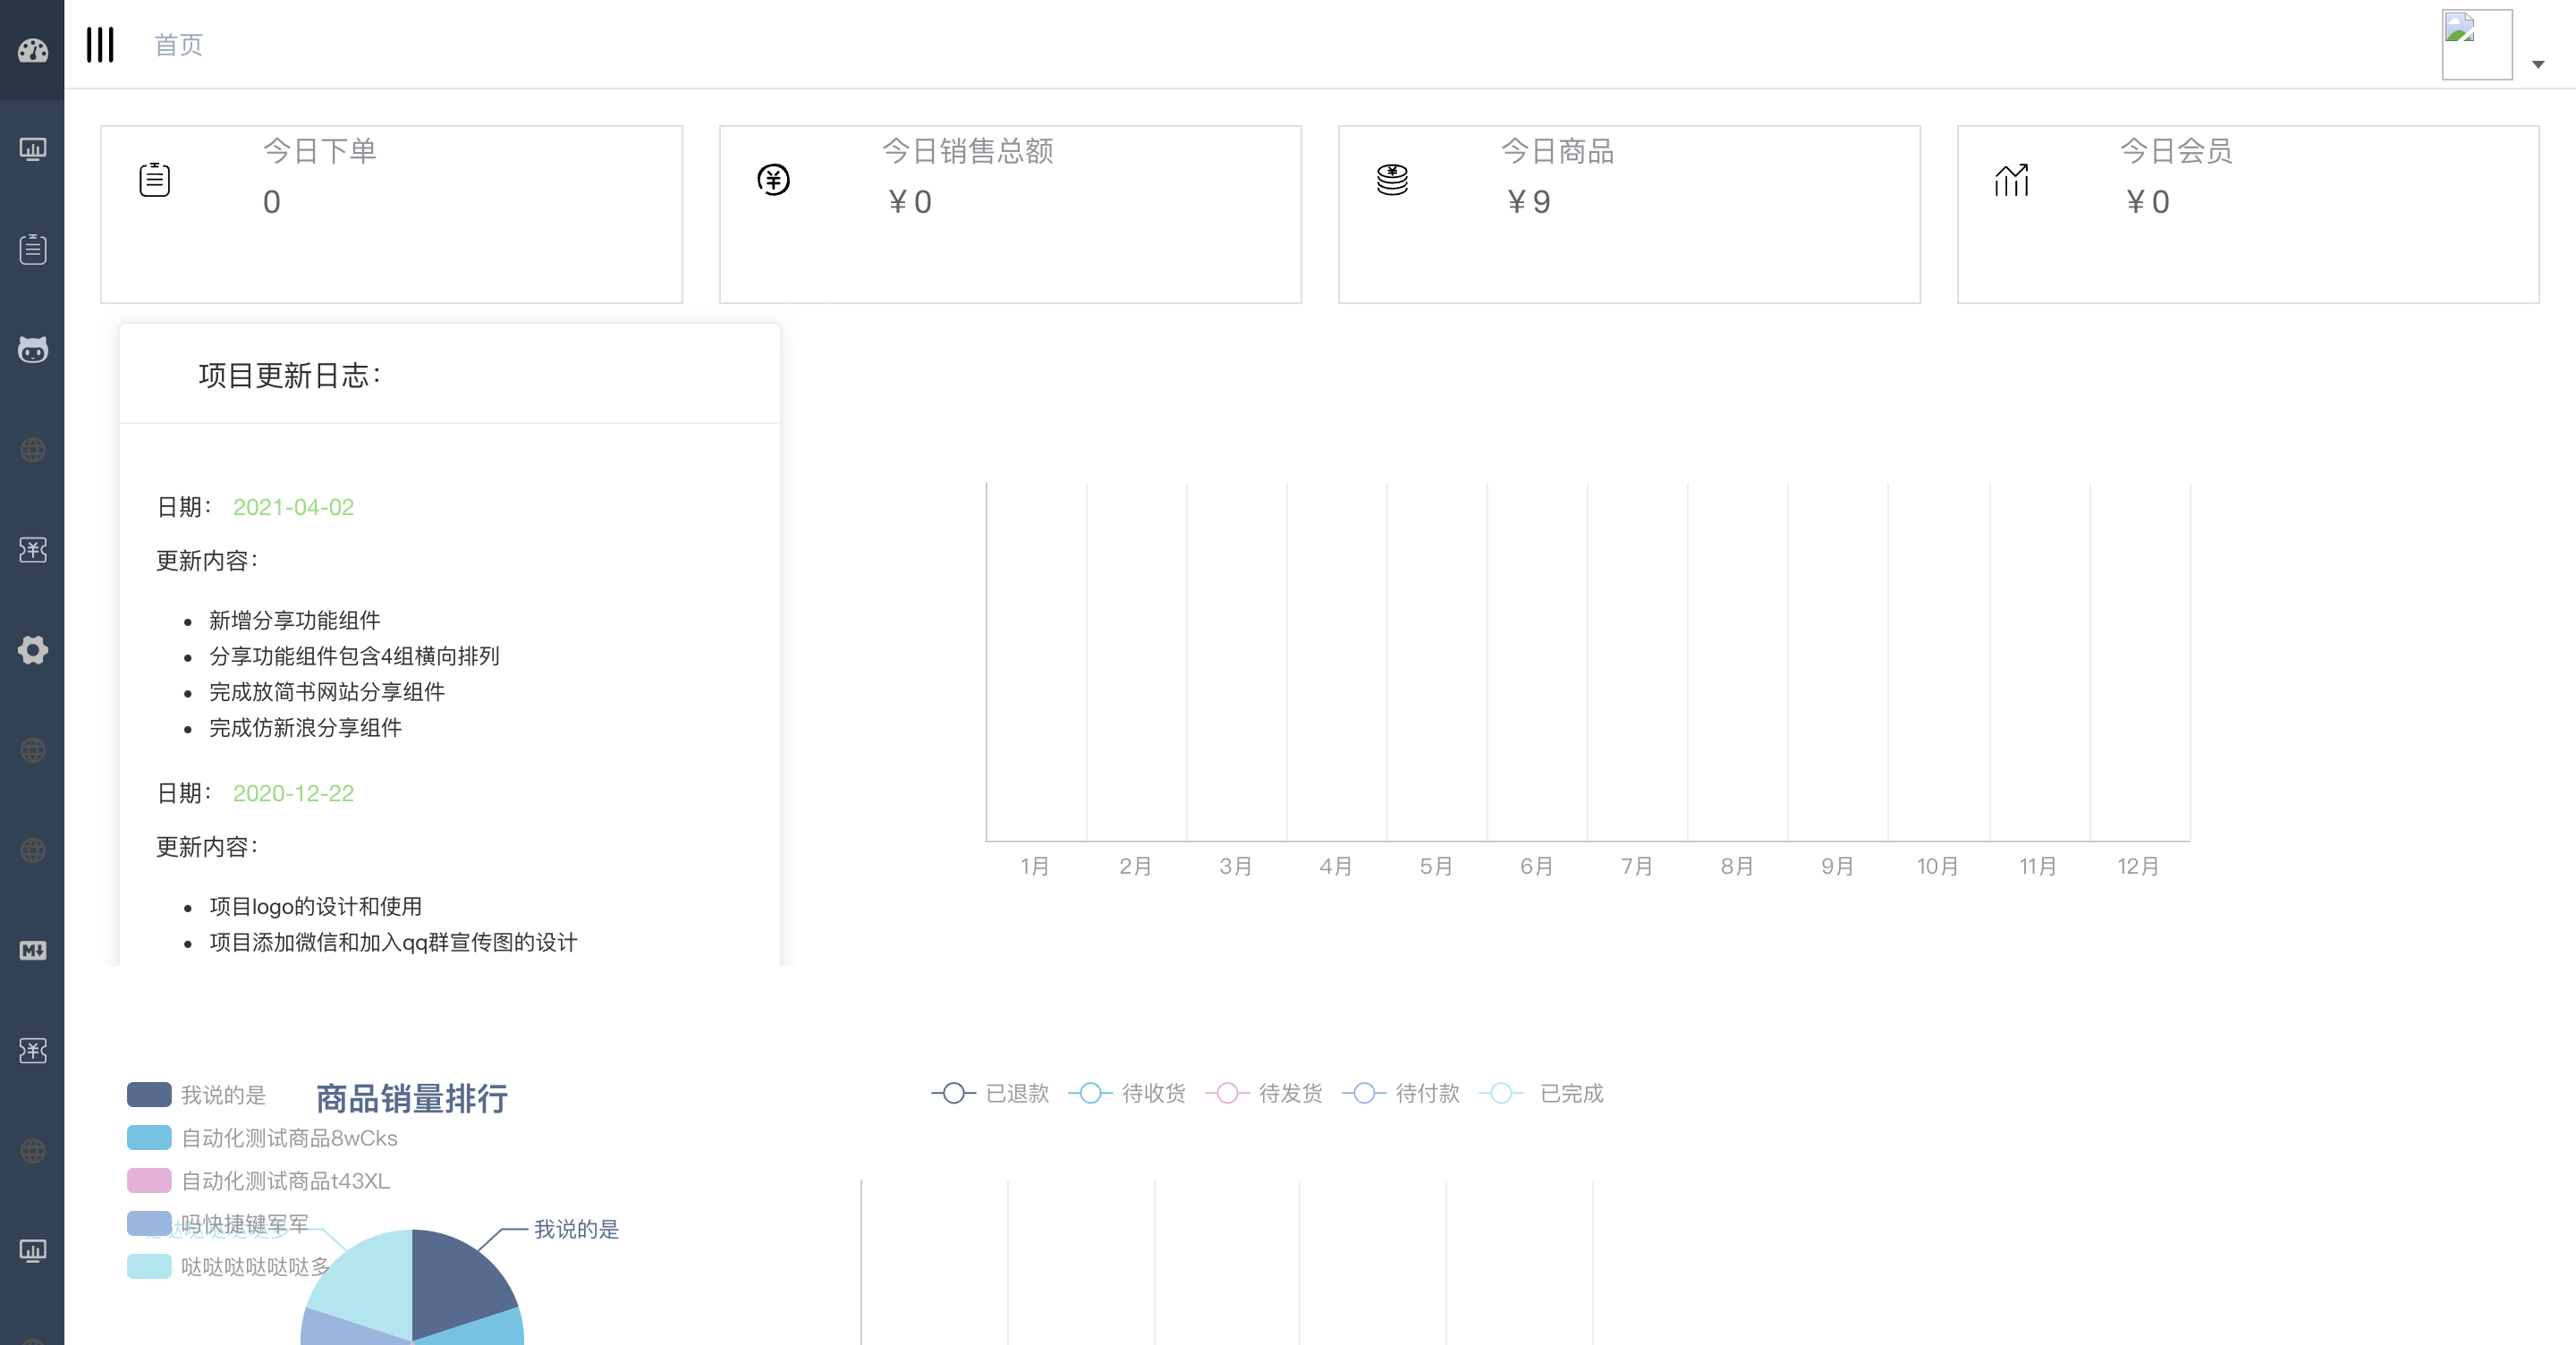 首页
今日下单
0
今日销售总额
¥0
今日商品
¥9
今日会员
¥0
项目更新日志：
日期： 2021-04-02
更新内容：
新增分享功能组件
分享功能组件包含4组横向排列
完成放简书网站分享组件
完成仿新浪分享组件
日期： 2020-12-22
更新内容：
项目logo的设计和使用
项目添加微信和加入qq群宣传图的设计
1月 2月 3月 4月 5月 6月 7月 8月 9月 10月 11月 12月
商品销量排行
我说的是
自动化测试商品8wCks
自动化测试商品t43XL
吗快捷键军军
哒哒哒哒哒哒多
我说的是
已退款 待收货 待发货 待付款 已完成